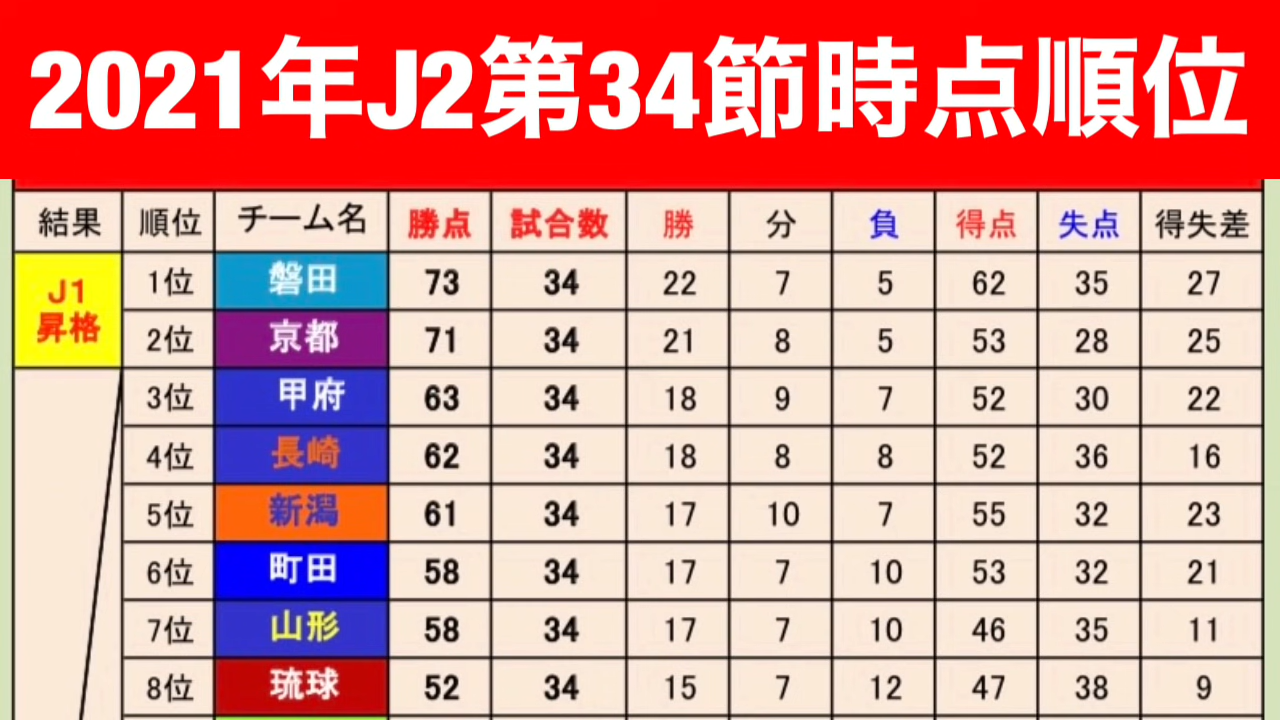 2021年J2第34節時点順位
結果 順位 チーム名 勝点 試合数 勝 分 負 得点 失点 得失差
J1昇格 1位 磐田 73 34 22 7 5 62 35 27
2位 京都 71 34 21 8 5 53 28 25
3位 甲府 63 34 18 9 7 52 30 22
4位 長崎 62 34 18 8 8 52 36 16
5位 新潟 61 34 17 10 7 55 32 23
6位 町田 58 34 17 7 10 53 32 21
7位 山形 58 34 17 7 10 46 35 11
8位 琉球 52 34 15 7 12 47 38 9